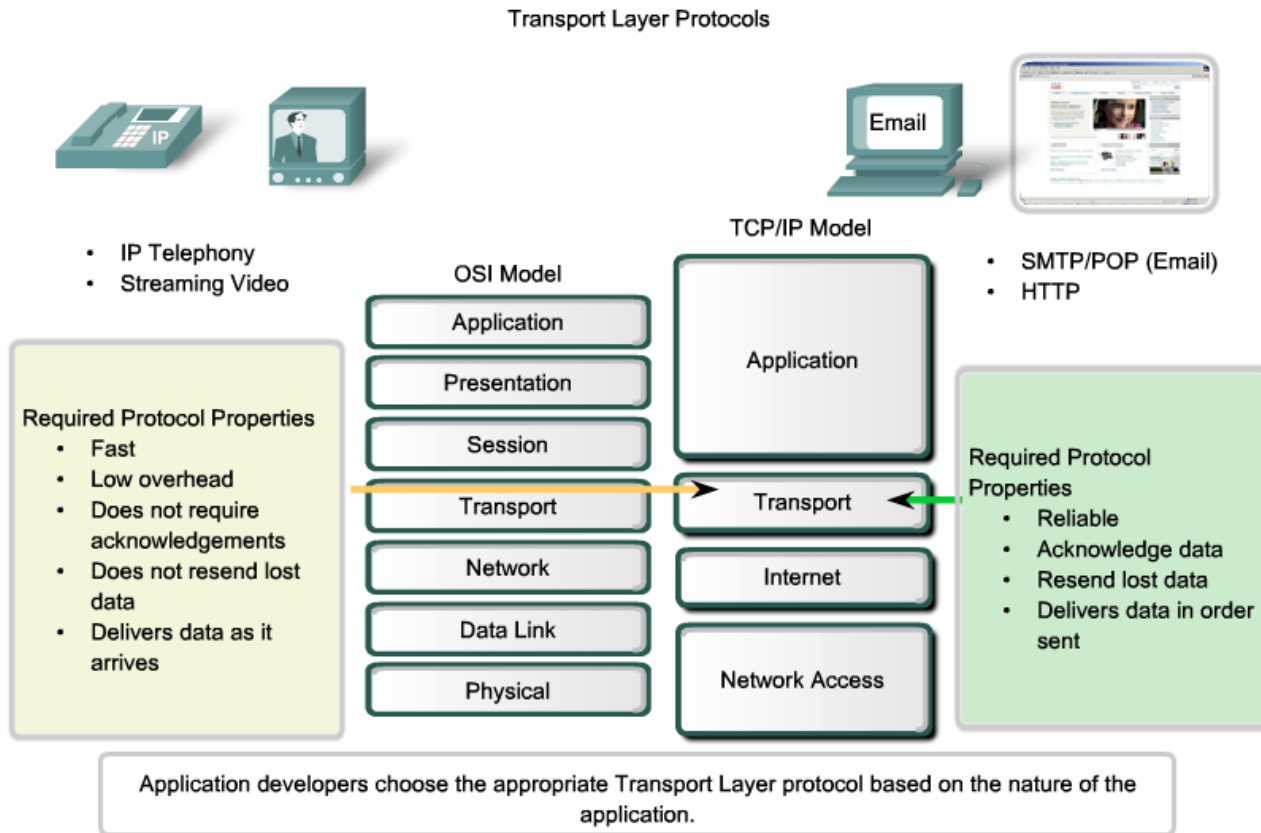 Transport Layer Protocols
IP
Email
• IP Telephony
• Streaming Video
OSI Model
TCP/IP Model
• SMTP/POP (Email)
• HTTP
Required Protocol Properties
• Fast
• Low overhead
• Does not require
acknowledgements
• Does not resend lost
data
• Delivers data as it
arrives
Application
Presentation
Session
Transport
Network
Data Link
Physical
Application
Transport
Internet
Network Access
Required Protocol
Properties
• Reliable
• Acknowledge data
• Resend lost data
• Delivers data in order
sent
Application developers choose the appropriate Transport Layer protocol based on the nature of the
application.